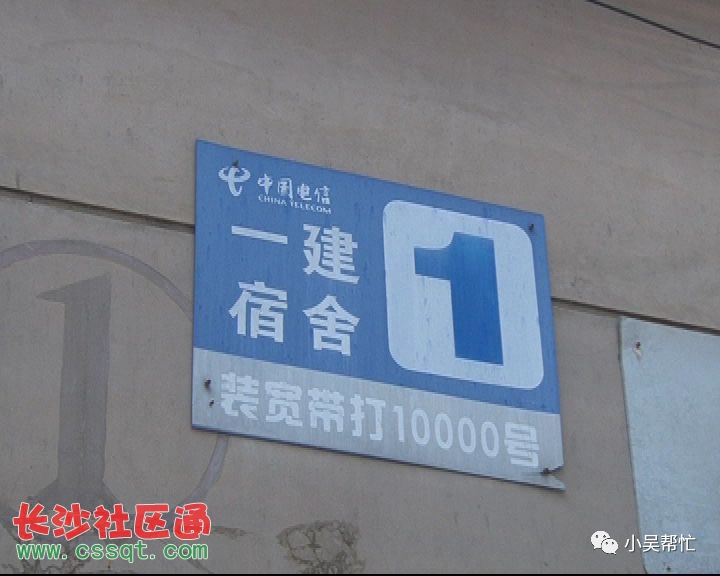 中国电信
CHINA TELECOM
一建
宿舍
1
装宽带打10000号
1
长沙社区通
www.cssqt.com
小吴帮忙